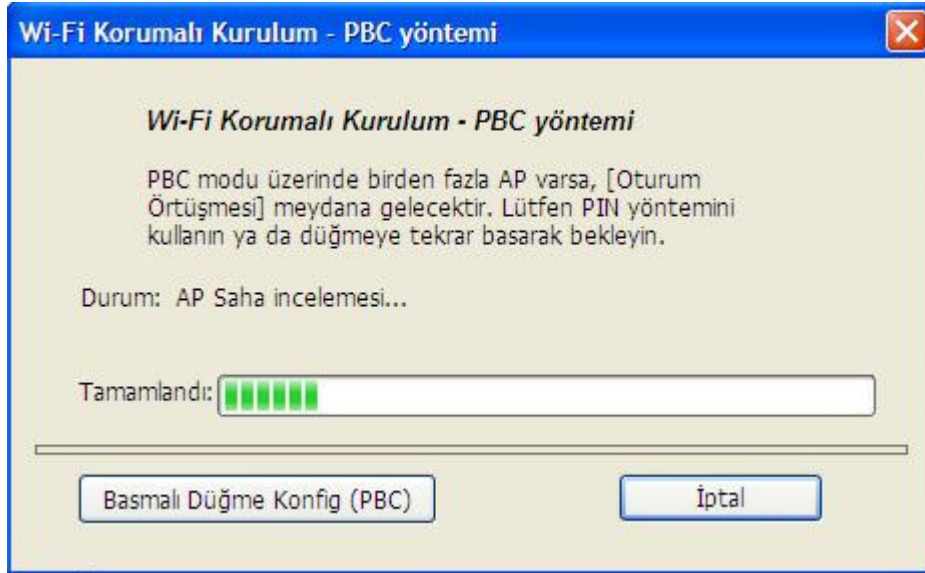 Wi-Fi Korumalı Kurulum - PBC yöntemi
Wi-Fi Korumalı Kurulum - PBC yöntemi
PBC modu üzerinde birden fazla AP varsa, [Oturum
Örtüşmesi] meydana gelecektir. Lütfen PIN yöntemini
kullanın ya da düğmeye tekrar basarak bekleyin.
Durum: AP Saha incelemesi...
Tamamlandı:
Basmalı Düğme Konfig (PBC)
İptal